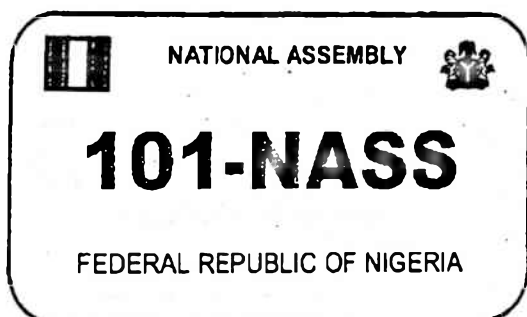 NATIONAL ASSEMBLY
101-NASS
FEDERAL REPUBLIC OF NIGERIA